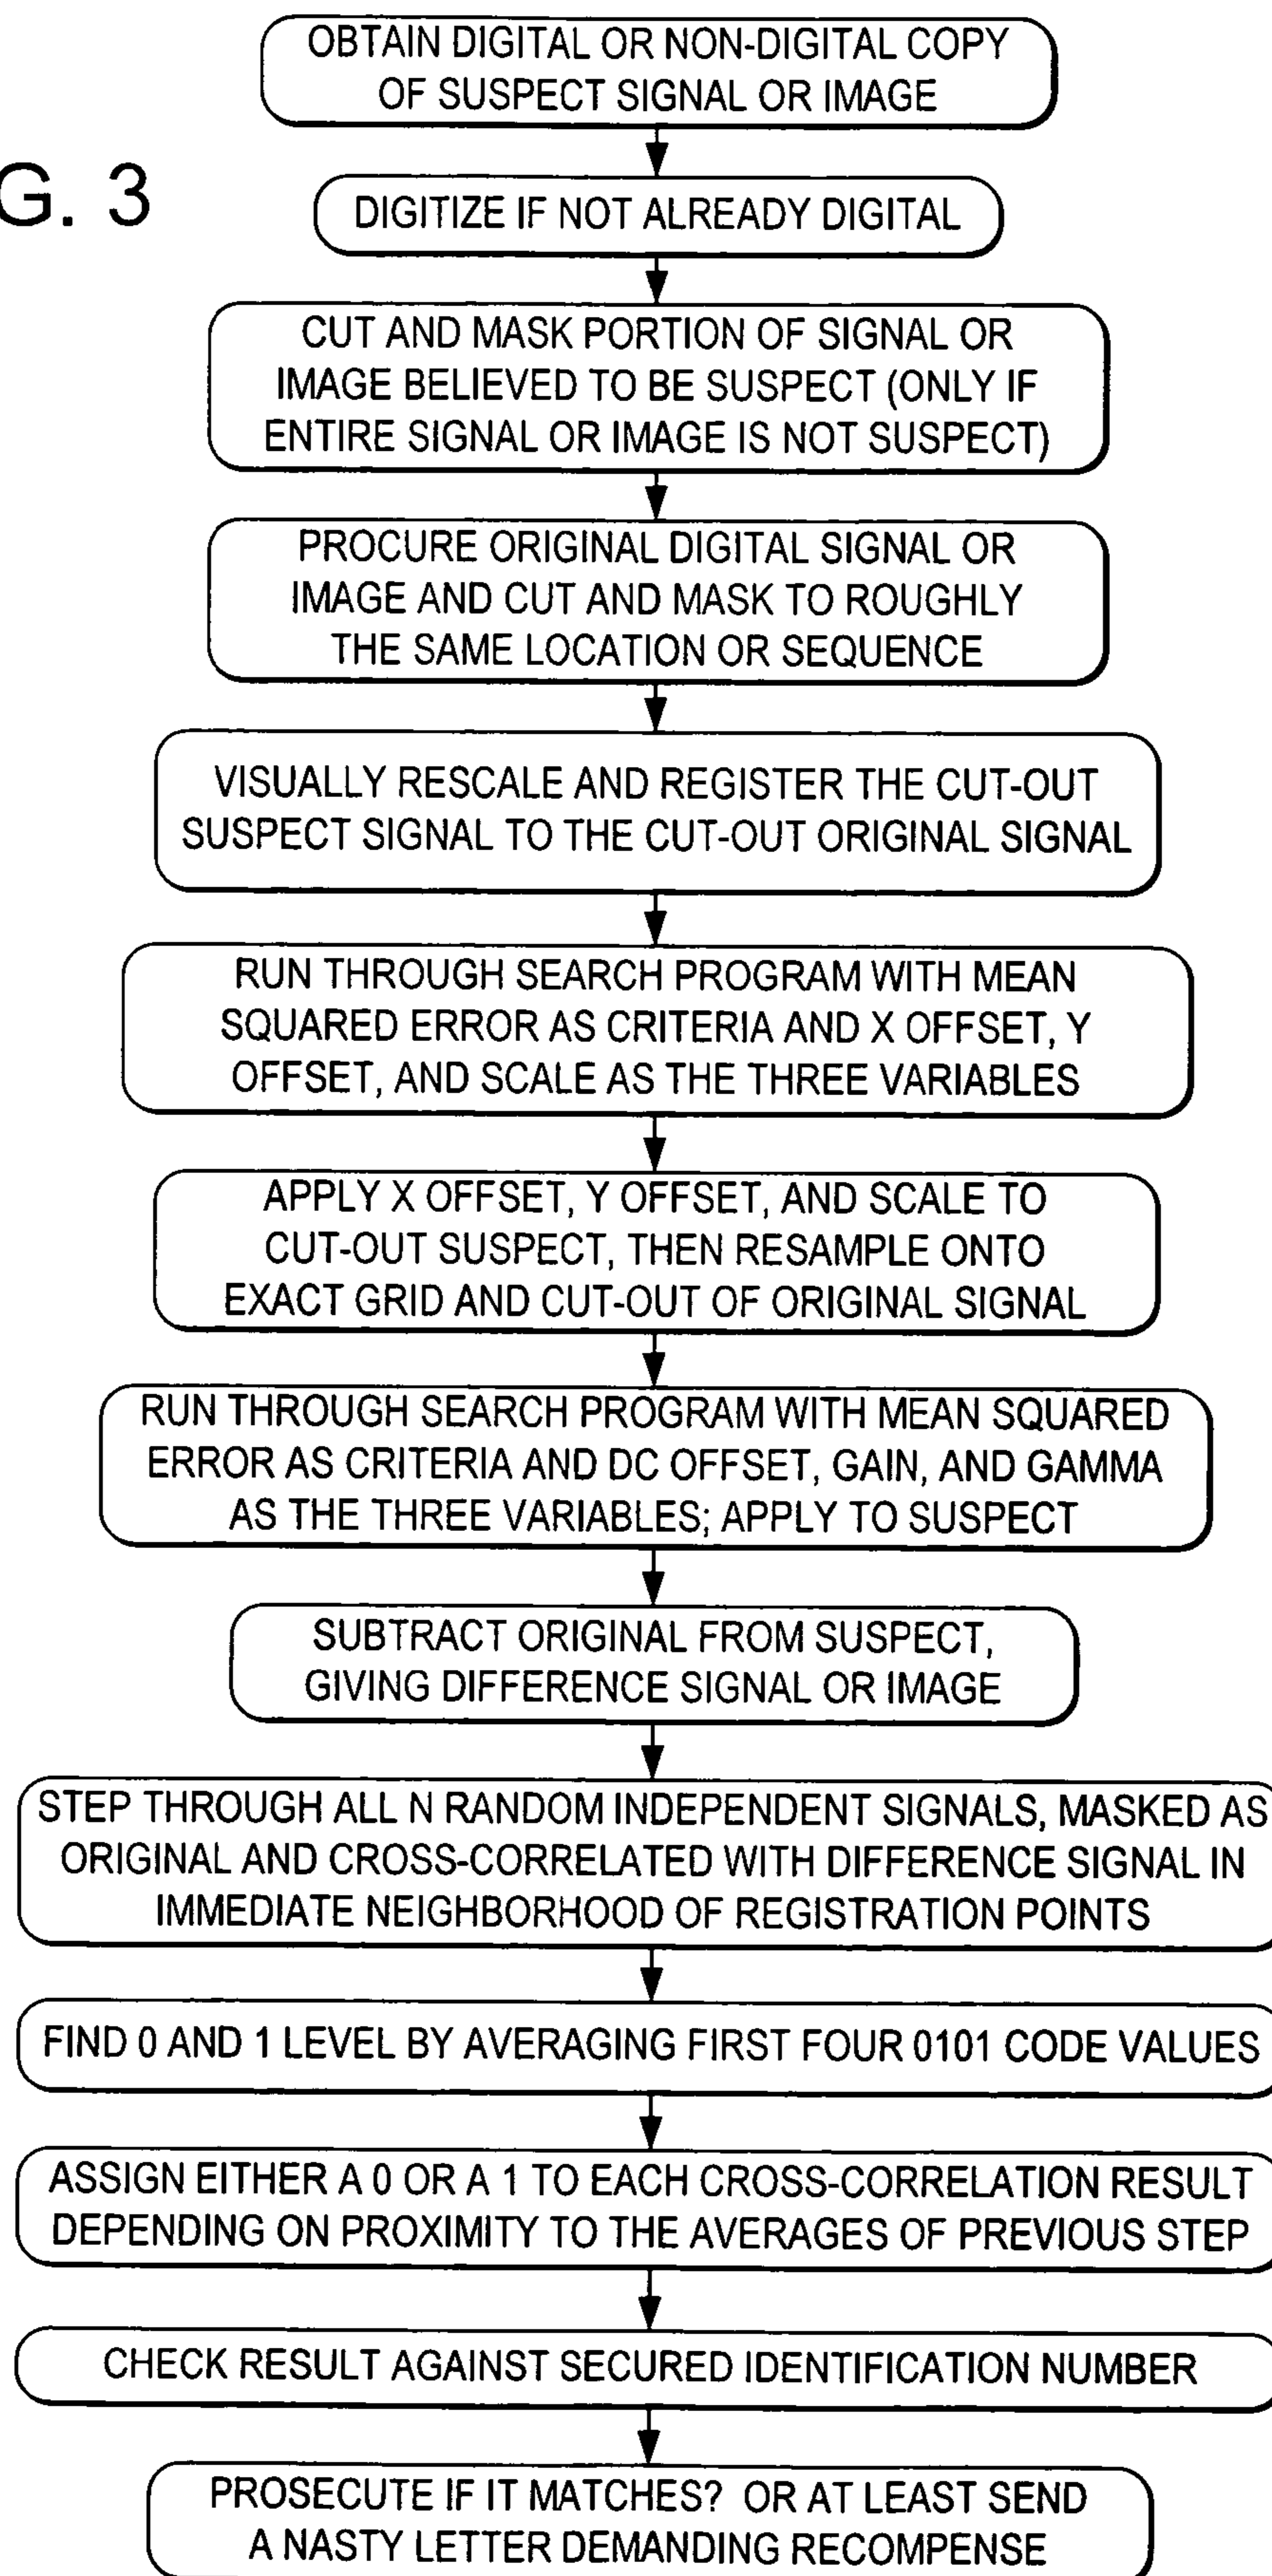 OBTAIN DIGITAL OR NON-DIGITAL COPY
OF SUSPECT SIGNAL OR IMAGE
G. 3
DIGITIZE IF NOT ALREADY DIGITAL
CUT AND MASK PORTION OF SIGNAL OR
IMAGE BELIEVED TO BE SUSPECT (ONLY IF
ENTIRE SIGNAL OR IMAGE IS NOT SUSPECT)
PROCURE ORIGINAL DIGITAL SIGNAL OR
IMAGE AND CUT AND MASK TO ROUGHLY
THE SAME LOCATION OR SEQUENCE
VISUALLY RESCALE AND REGISTER THE CUT-OUT
SUSPECT SIGNAL TO THE CUT-OUT ORIGINAL SIGNAL
RUN THROUGH SEARCH PROGRAM WITH MEAN
SQUARED ERROR AS CRITERIA AND X OFFSET, Y
OFFSET, AND SCALE AS THE THREE VARIABLES
APPLY X OFFSET, Y OFFSET, AND SCALE TO
CUT-OUT SUSPECT, THEN RESAMPLE ONTO
EXACT GRID AND CUT-OUT OF ORIGINAL SIGNAL
RUN THROUGH SEARCH PROGRAM WITH MEAN SQUARED
ERROR AS CRITERIA AND DC OFFSET, GAIN, AND GAMMA
AS THE THREE VARIABLES; APPLY TO SUSPECT
SUBTRACT ORIGINAL FROM SUSPECT,
GIVING DIFFERENCE SIGNAL OR IMAGE
STEP THROUGH ALL N RANDOM INDEPENDENT SIGNALS, MASKED AS
ORIGINAL AND CROSS-CORRELATED WITH DIFFERENCE SIGNAL IN
IMMEDIATE NEIGHBORHOOD OF REGISTRATION POINTS
FIND 0 AND 1 LEVEL BY AVERAGING FIRST FOUR 0101 CODE VALUES
ASSIGN EITHER A 0 OR A 1 TO EACH CROSS-CORRELATION RESULT
DEPENDING ON PROXIMITY TO THE AVERAGES OF PREVIOUS STEP
CHECK RESULT AGAINST SECURED IDENTIFICATION NUMBER
PROSECUTE IF IT MATCHES? OR AT LEAST SEND
A NASTY LETTER DEMANDING RECOMPENSE